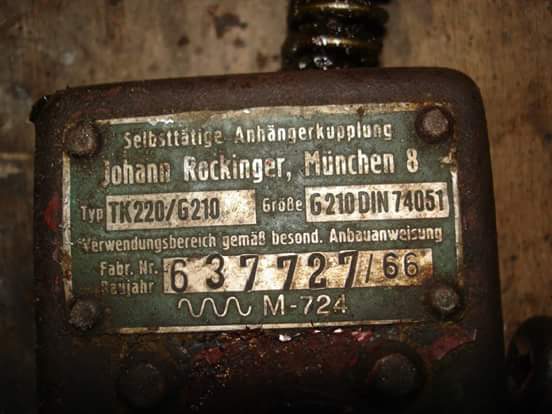 Selbsttätige Anhängerkupplung
Johann Rockinger, München 8
Typ TK220/G210 Größe G210 DIN 74051
Verwendungsbereich gemäß besond. Anbauanweisung
Fabr. Nr. 637727/66
Baujahr
M-724